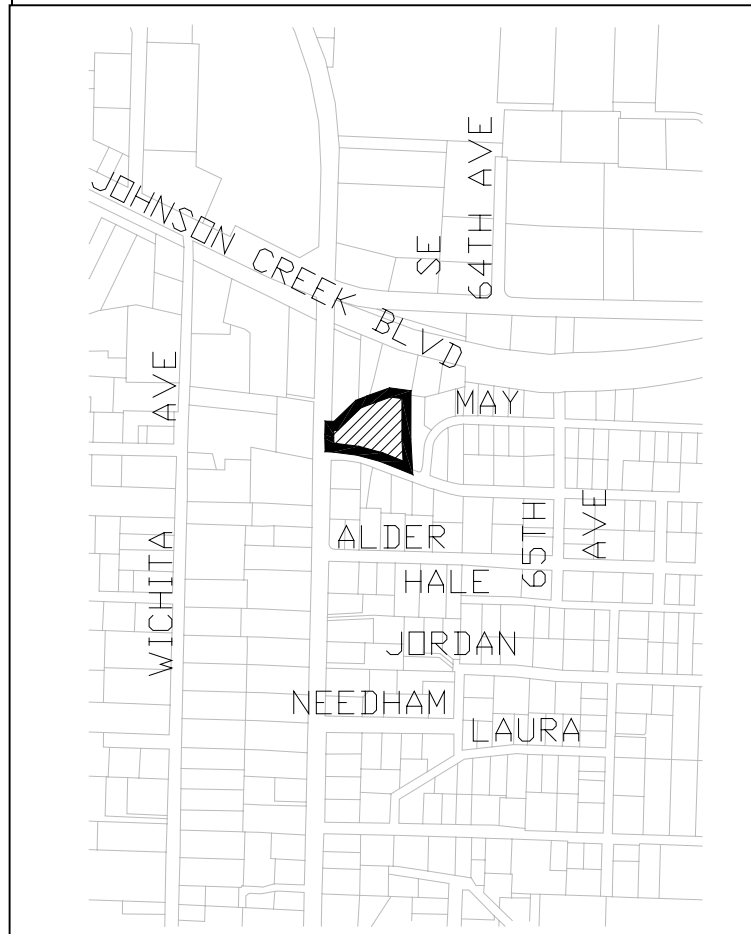 SE
64TH AVE
JOHNSON CREEK BLVD
AVE
MAY
WICHITA
ALDER
65TH
AVE
HALE
JORDAN
NEEDHAM
LAURA